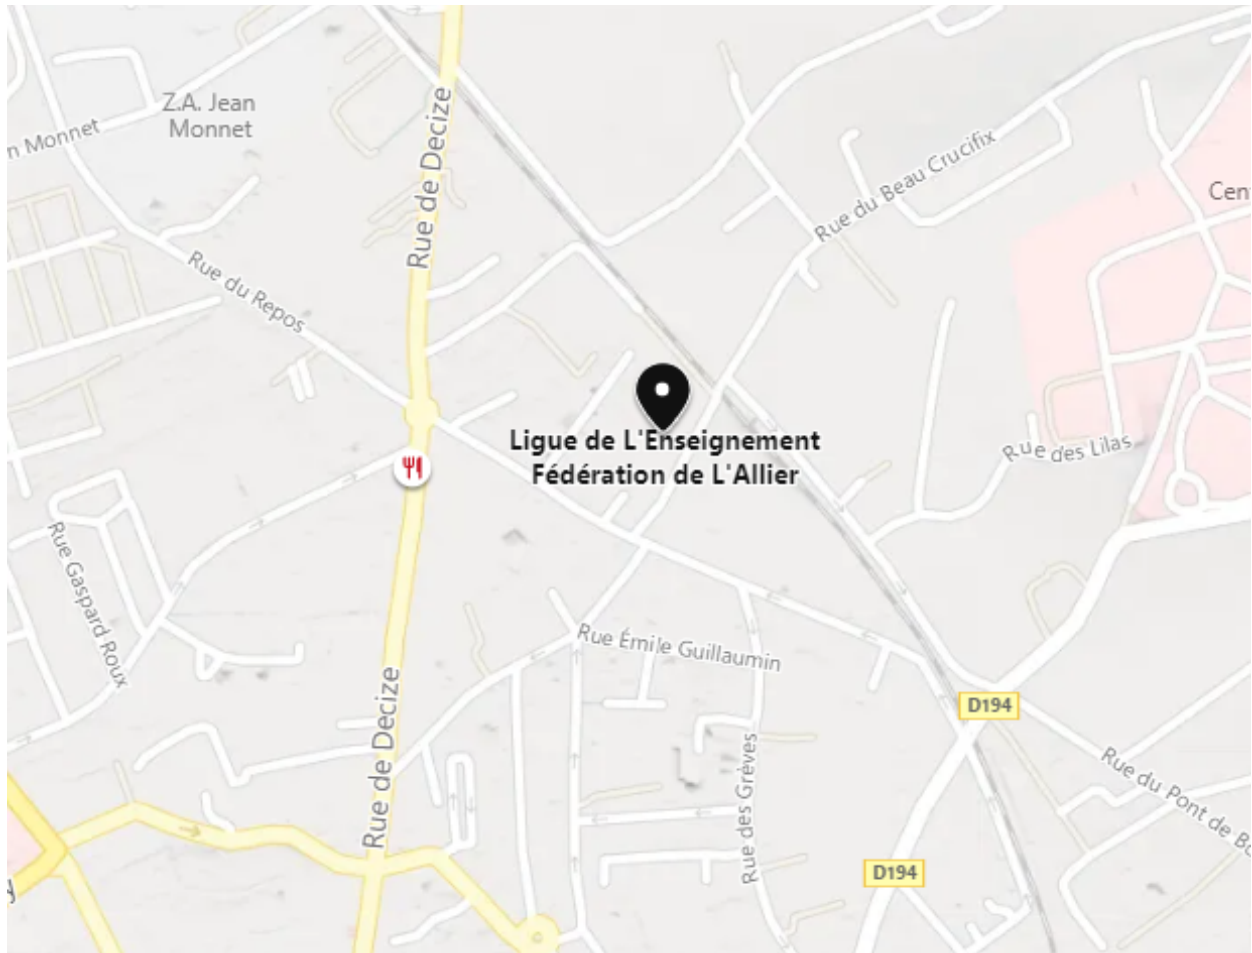 Z.A. Jean
Monnet
n Monnet
Rue de Decize
Rue du Beau Crucifix
Cen
Rue du Repos
Ligue de L'Enseignement
Fédération de L'Allier
Rue des Lilas
Rue Gaspard Roux
Rue Émile Guillaumin
Rue de Decize
D194
Rue des Grèves
Rue du Pont de Bo
D194
y